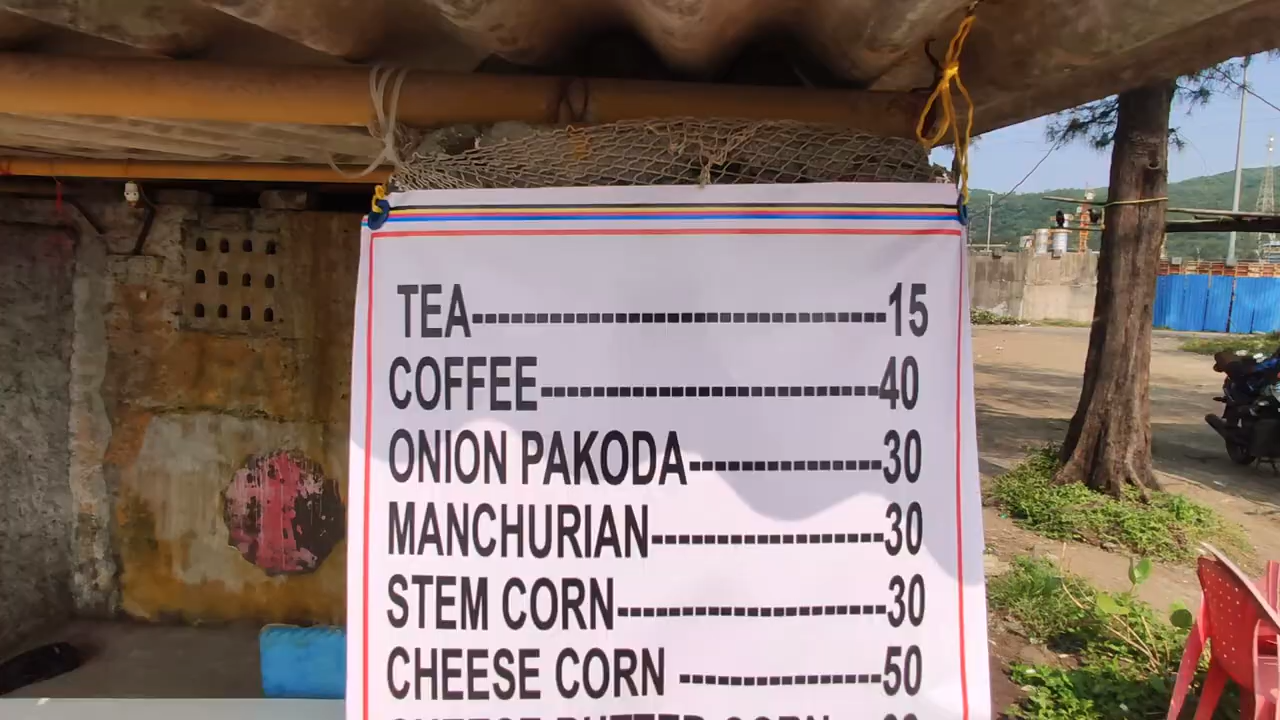 TEA--------------------------------15
COFFEE--------------------------40
ONION PAKODA---------------30
MANCHURIAN------------------30
STEM CORN---------------------30
CHEESE CORN ----------------50